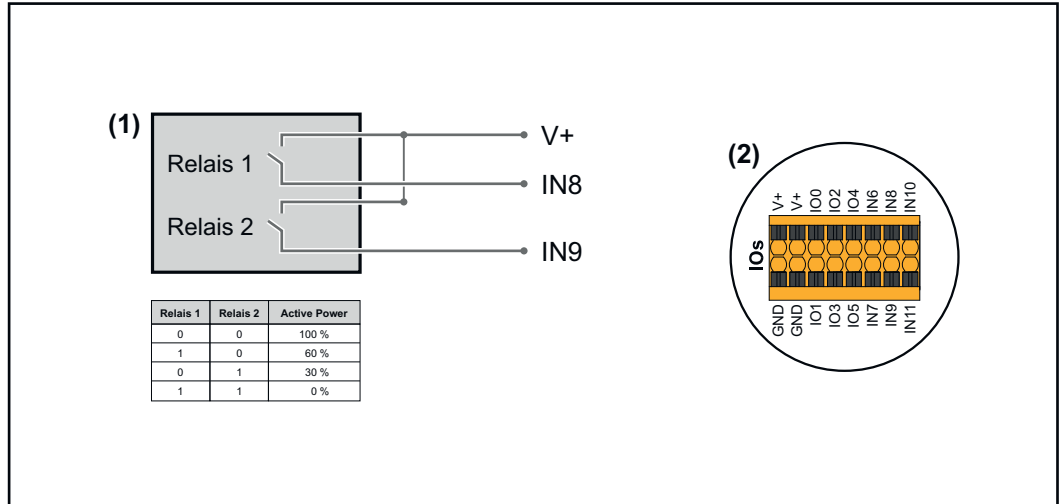 (1)
Relais 1
Relais 2
V+
IN8
IN9
Relais 1 Relais 2 Active Power
0 0 100 %
1 0 60 %
0 1 30 %
1 1 0 %
(2)
IOs
V+ V+ IO0 IO2 IO4 IN6 IN8 IN10
GND GND IO1 IO3 IO5 IN7 IN9 IN11